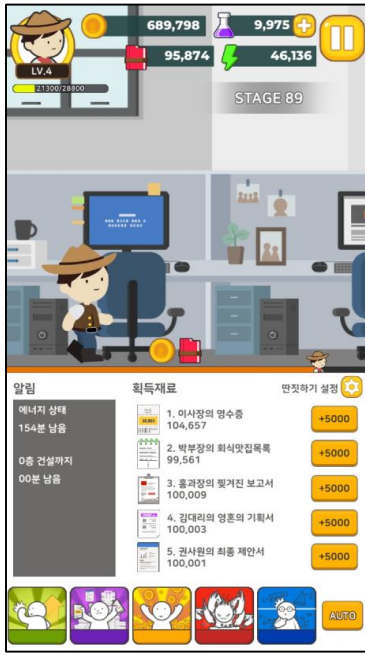 689,798
9,975
95,874
46,136
LV.4
21300/28800
STAGE 89
알림
획득재료
딴짓하기 설정
에너지 상태
154분 남음
0층 건설까지
00분 남음
1. 이사장의 영수증
104,657
+5000
2. 박부장의 회식맛집목록
99,561
+5000
3. 홍과장의 찢겨진 보고서
100,009
+5000
4. 김대리의 영혼의 기획서
100,003
+5000
5. 권사원의 최종 제안서
100,001
+5000
AUTO